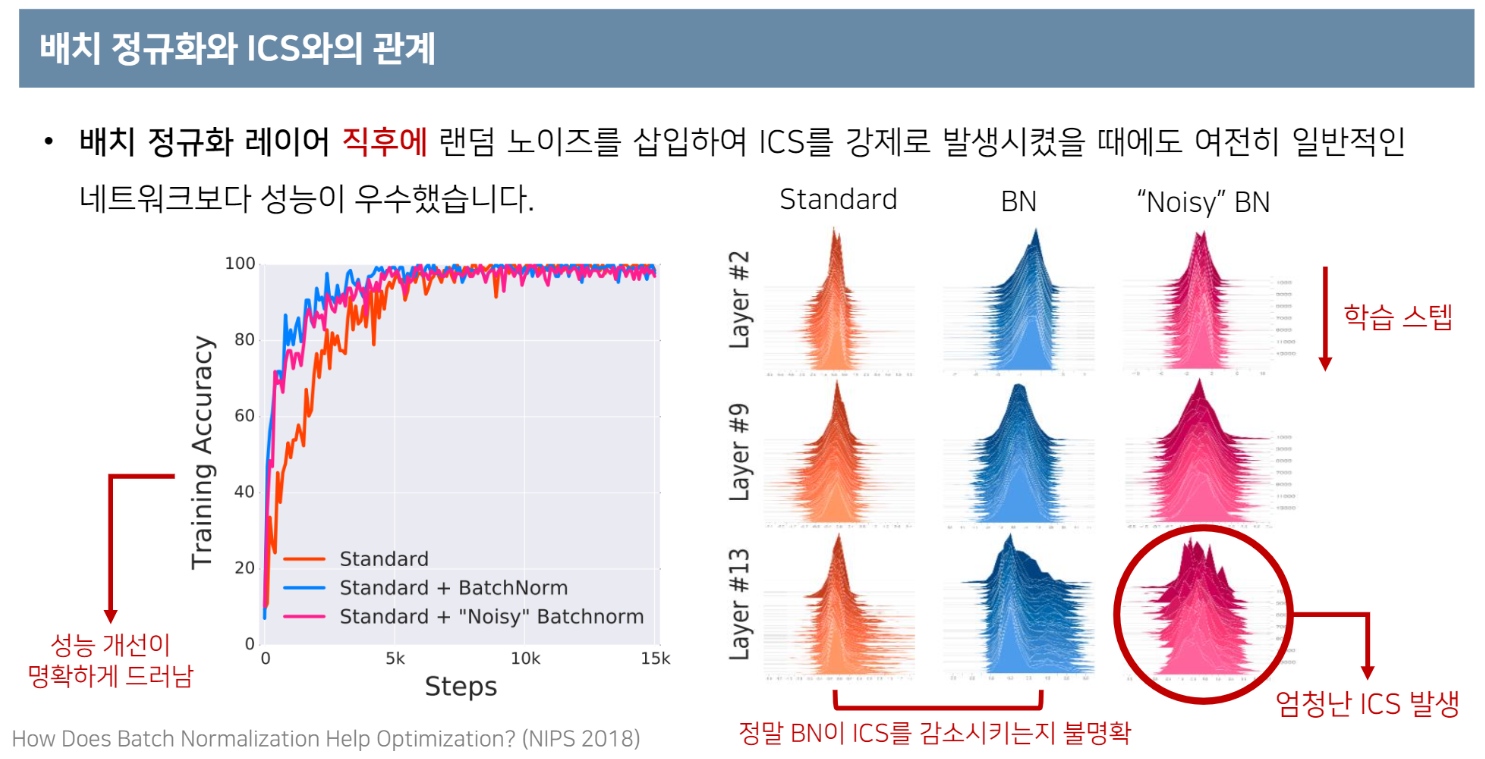 배치 정규화와 ICS와의 관계
• 배치 정규화 레이어 직후에 랜덤 노이즈를 삽입하여 ICS를 강제로 발생시켰을 때에도 여전히 일반적인
네트워크보다 성능이 우수했습니다.
Standard
BN
“Noisy” BN
Layer #2
Layer #9
Layer #13
학습 스텝
Training Accuracy
100
80
60
40
20
0
Standard
Standard + BatchNorm
Standard + "Noisy" Batchnorm
0
5k
10k
15k
Steps
성능 개선이
명확하게 드러남
엄청난 ICS 발생
정말 BN이 ICS를 감소시키는지 불명확
How Does Batch Normalization Help Optimization? (NIPS 2018)